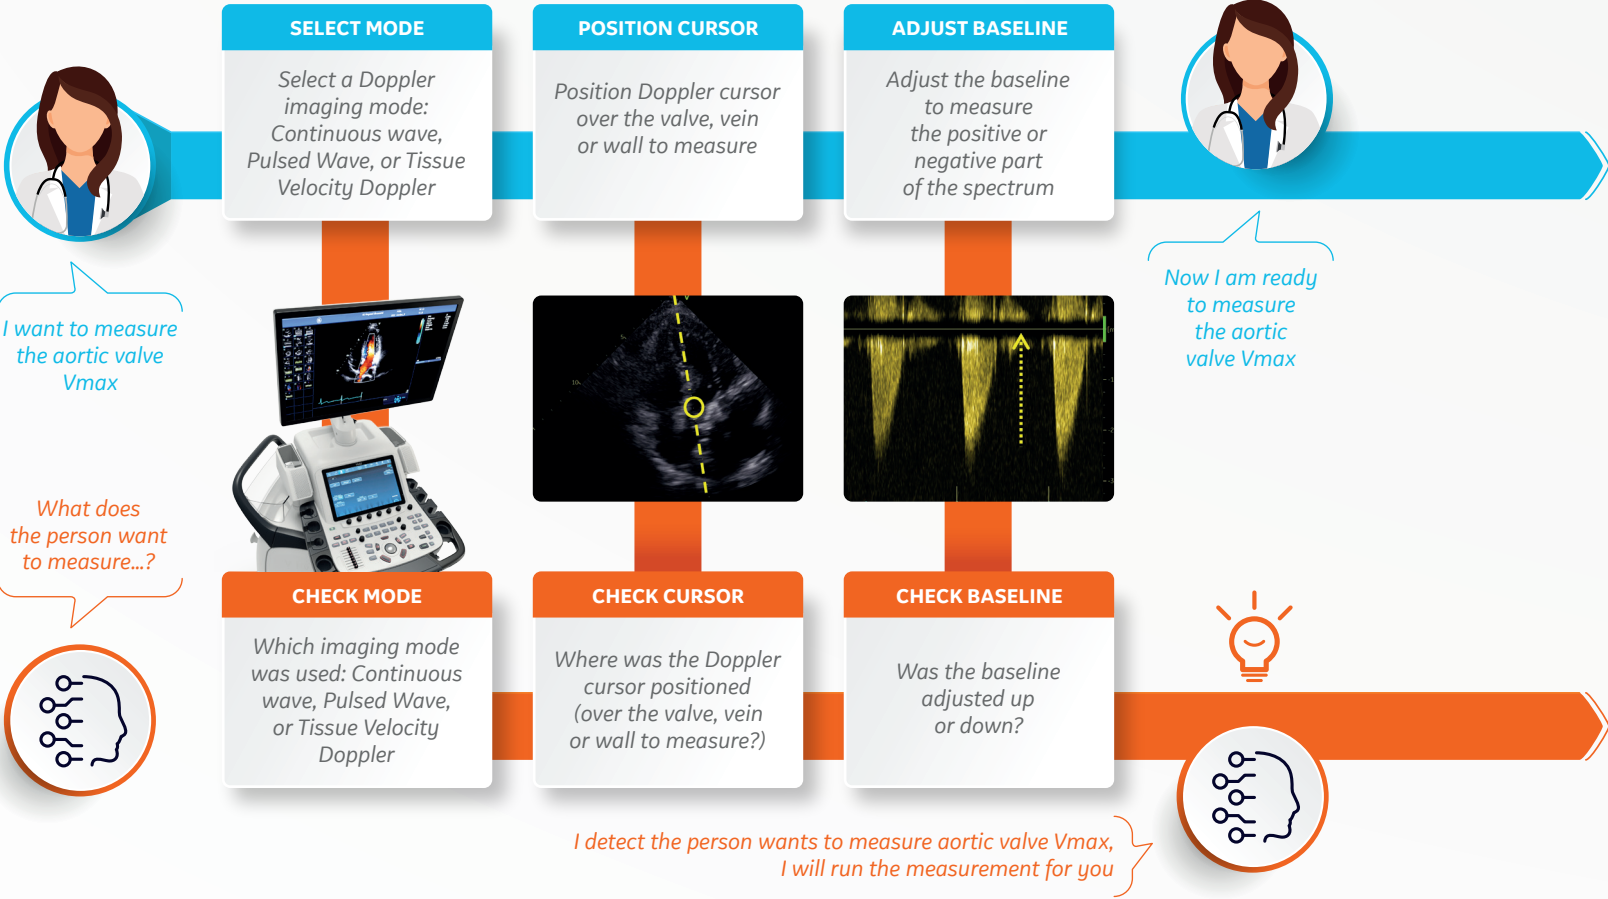 SELECT MODE
Select a Doppler
imaging mode:
Continuous wave,
Pulsed Wave, or Tissue
Velocity Doppler
POSITION CURSOR
Position Doppler cursor
over the valve, vein
or wall to measure
ADJUST BASELINE
Adjust the baseline
to measure
the positive or
negative part
of the spectrum
I want to measure
the aortic valve
Vmax
Now I am ready
to measure
the aortic
valve Vmax
What does
the person want
to measure...?
CHECK MODE
Which imaging mode
was used: Continuous
wave, Pulsed Wave,
or Tissue Velocity
Doppler
CHECK CURSOR
Where was the Doppler
cursor positioned
(over the valve, vein
or wall to measure?)
CHECK BASELINE
Was the baseline
adjusted up
or down?
I detect the person wants to measure aortic valve Vmax,
I will run the measurement for you